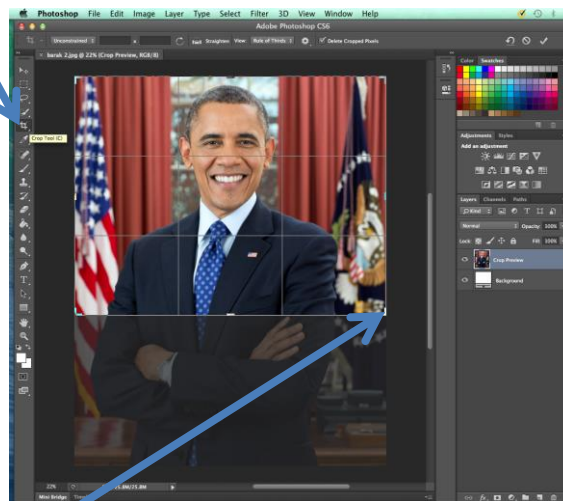 Photoshop File Edit Image Layer Type Select Filter 3D View Window Help
Adobe Photoshop CS6
Unconstrained x Straighten View: Rule of Thirds Delete Cropped Pixels
× barak 2.jpg @ 22% (Crop Preview, RGB/8)
Color Swatches
Crop Tool (C)
Adjustments Styles
Add an adjustment
Layers Channels Paths
Kind
Normal Opacity: 100%
Lock: Fill: 100%
Crop Preview
Background
22%
Mini Bridge